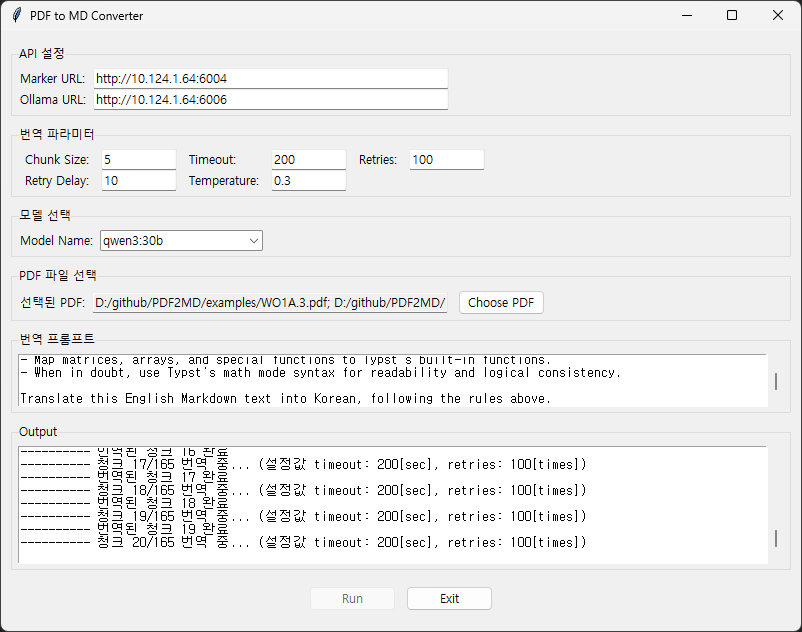 PDF to MD Converter
API 설정
Marker URL: http://10.124.1.64:6004
Ollama URL: http://10.124.1.64:6006
번역 파라미터
Chunk Size: 5 Timeout: 200 Retries: 100
Retry Delay: 10 Temperature: 0.3
모델 선택
Model Name: qwen3:30b
PDF 파일 선택
선택된 PDF: D:/github/PDF2MD/examples/WO1A.3.pdf; D:/github/PDF2MD/ Choose PDF
번역 프롬프트
- Map matrices, arrays, and special functions to Typst's built-in functions.
- When in doubt, use Typst's math mode syntax for readability and logical consistency.
Translate this English Markdown text into Korean, following the rules above.
Output
---------- 번역된 청크 16 완료
---------- 청크 17/165 번역 중... (설정값 timeout: 200[sec], retries: 100[times])
---------- 번역된 청크 17 완료
---------- 청크 18/165 번역 중... (설정값 timeout: 200[sec], retries: 100[times])
---------- 번역된 청크 18 완료
---------- 청크 19/165 번역 중... (설정값 timeout: 200[sec], retries: 100[times])
---------- 번역된 청크 19 완료
---------- 청크 20/165 번역 중... (설정값 timeout: 200[sec], retries: 100[times])
Run Exit